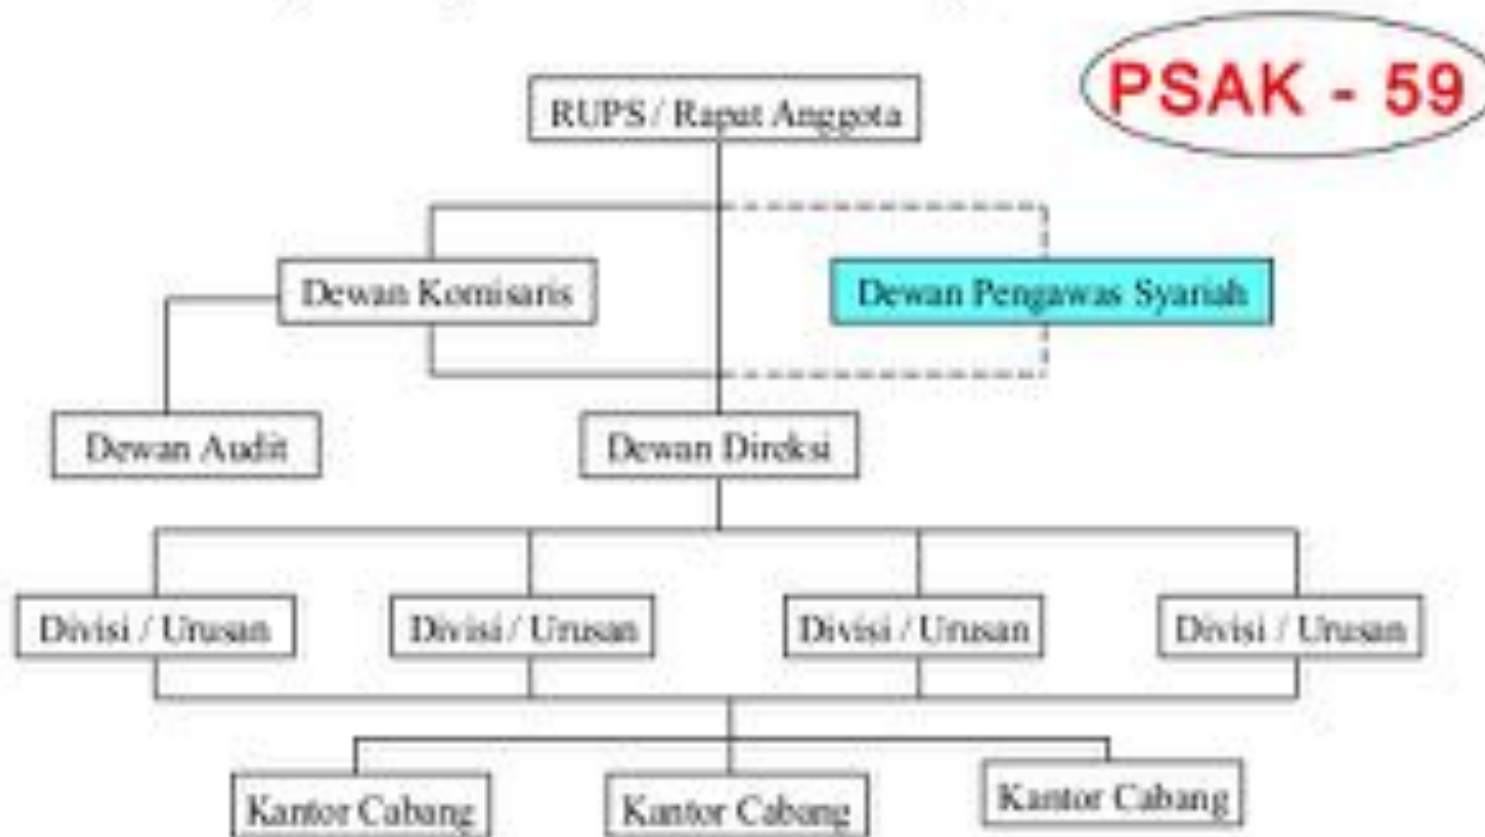 PSAK - 59
RUPS / Rapat Anggota
Dewan Komisaris
Dewan Pengawas Syariah
Dewan Audit
Dewan Direksi
Divisi / Urusan
Divisi / Urusan
Divisi / Urusan
Divisi / Urusan
Kantor Cabang
Kantor Cabang
Kantor Cabang